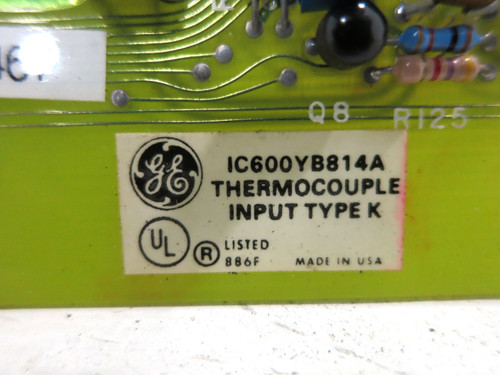 Q8 R125
GE
IC600YB814A
THERMOCOUPLE
INPUT TYPE K
UL ® LISTED
886F MADE IN USA